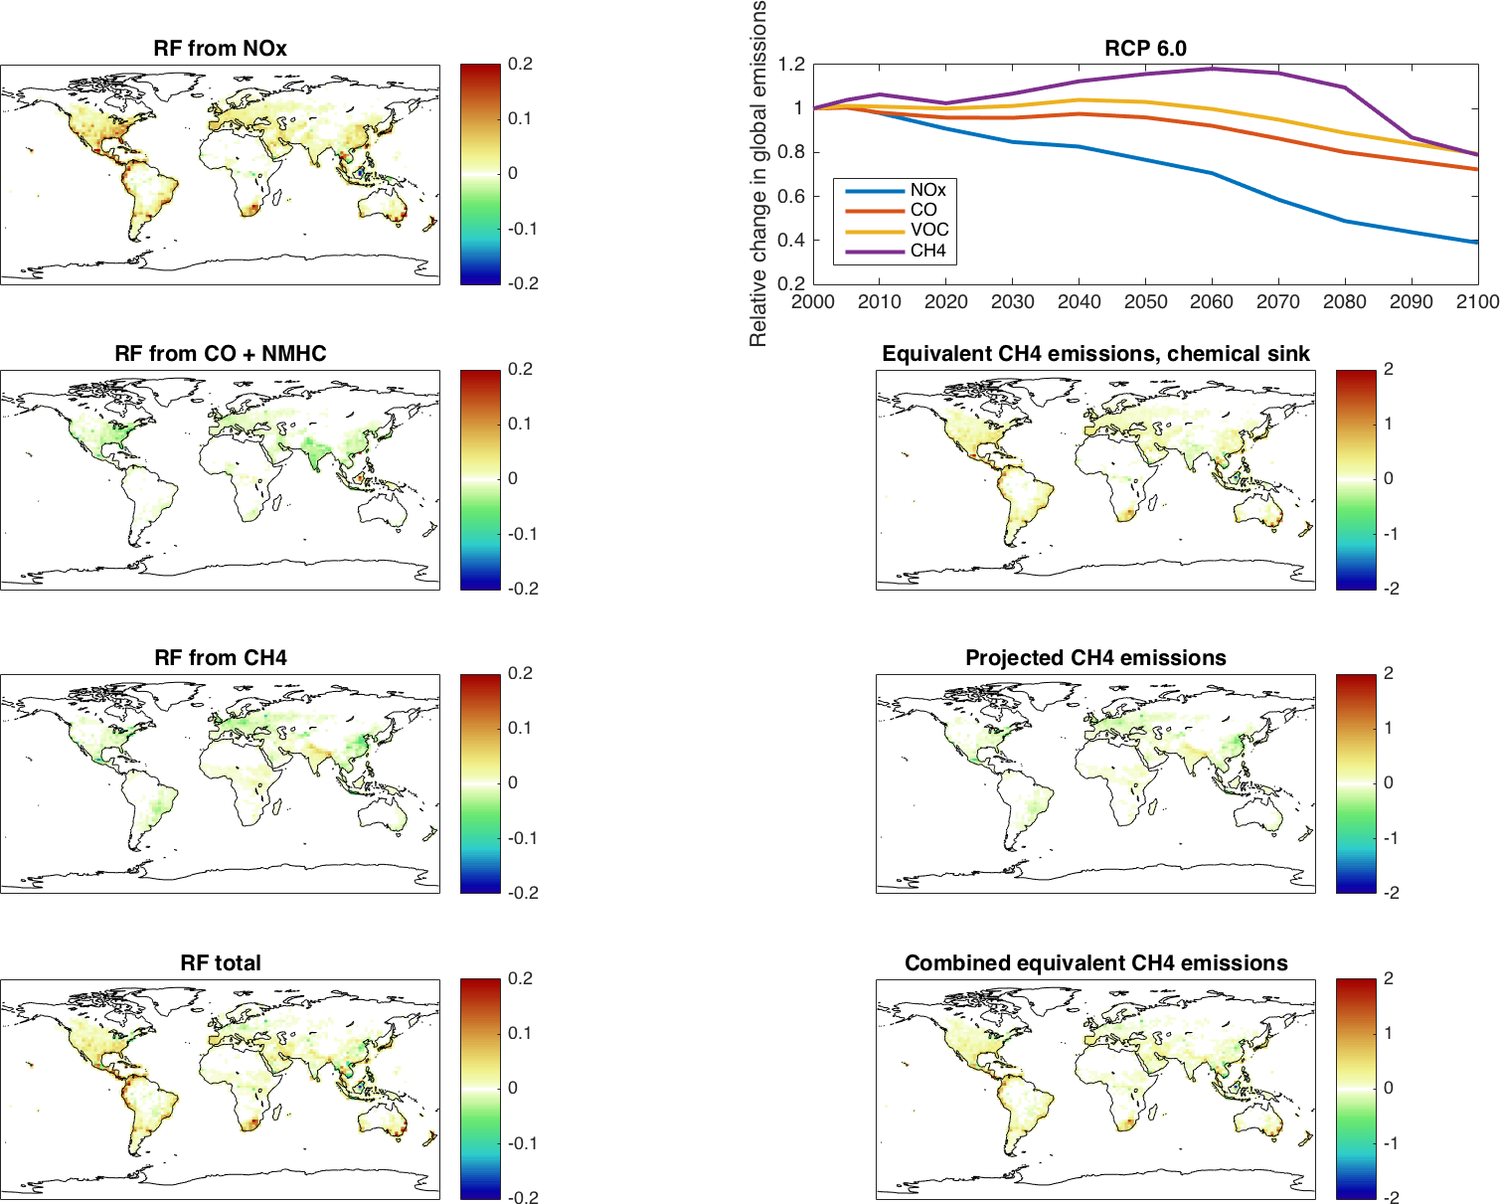 RF from NOx
0.2
0.1
0
-0.1
-0.2
RCP 6.0
Relative change in global emissions
1.2
1
0.8
0.6
0.4
0.2
NOx
CO
VOC
CH4
2000 2010 2020 2030 2040 2050 2060 2070 2080 2090 2100
RF from CO + NMHC
0.2
0.1
0
-0.1
-0.2
Equivalent CH4 emissions, chemical sink
2
1
0
-1
-2
RF from CH4
0.2
0.1
0
-0.1
-0.2
Projected CH4 emissions
2
1
0
-1
-2
RF total
0.2
0.1
0
-0.1
-0.2
Combined equivalent CH4 emissions
2
1
0
-1
-2